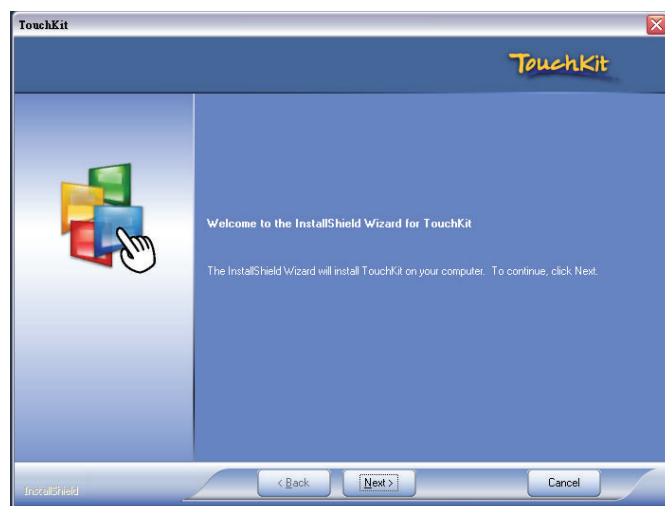 TouchKit
TouchKit
Welcome to the InstallShield Wizard for TouchKit
The InstallShield Wizard will install TouchKit on your computer.  To continue, click Next.
InstallShield
< Back
Next >
Cancel